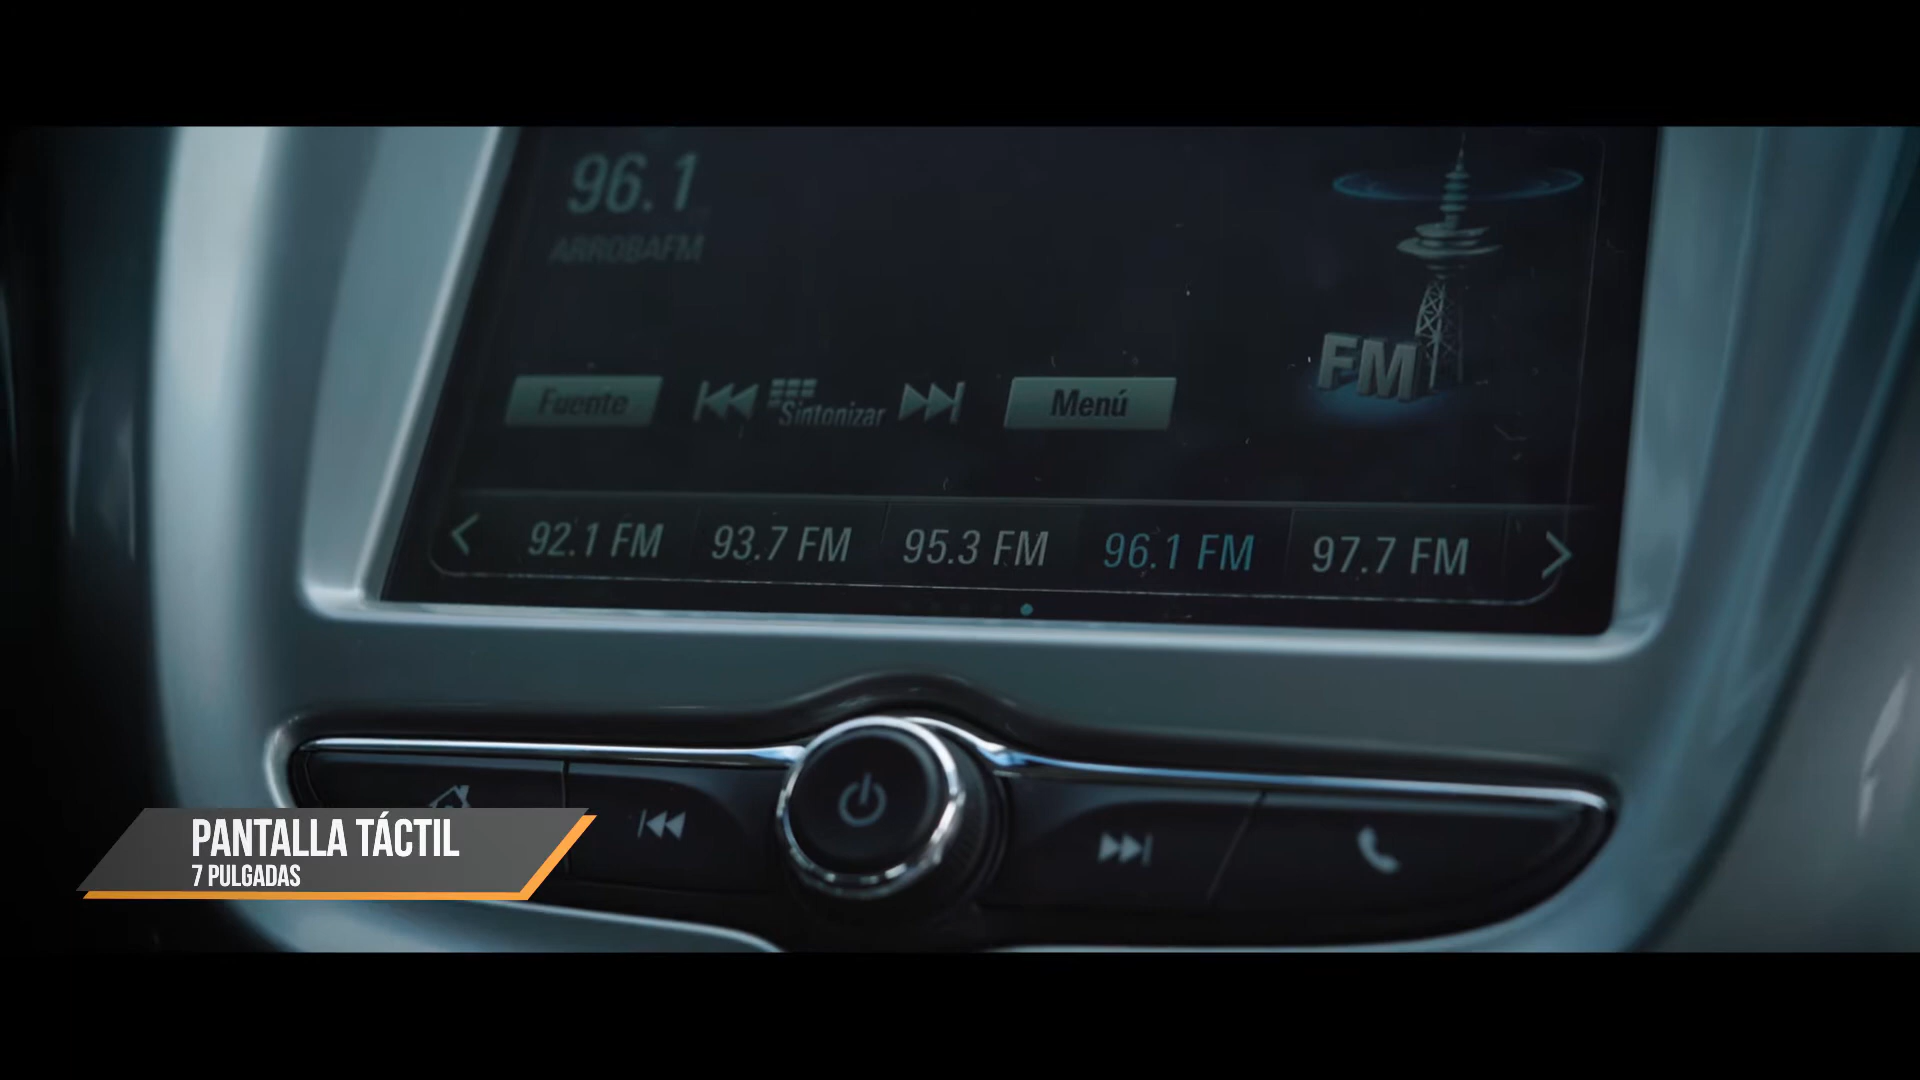 96.1
ARROBAFM
FM
Fuente
Sintonizar
Menú
92.1 FM
93.7 FM
95.3 FM
96.1 FM
97.7 FM
PANTALLA TÁCTIL
7 PULGADAS